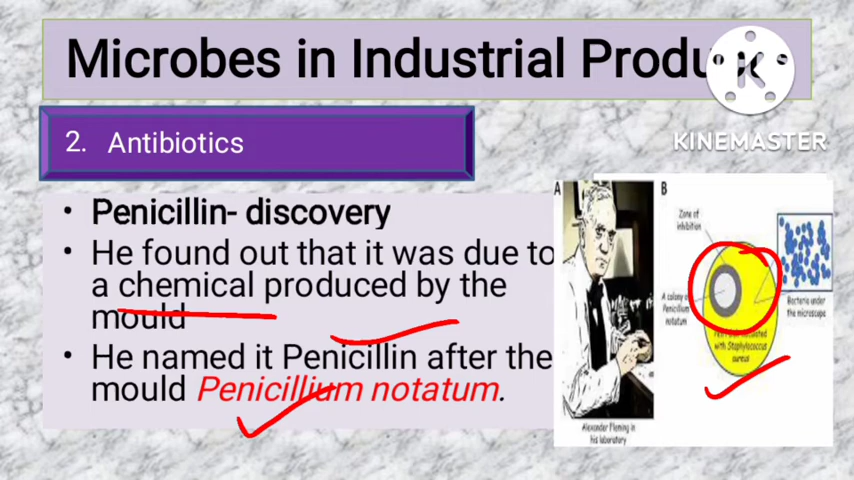 Microbes in Industrial Produ
KINEMASTER
2. Antibiotics
• Penicillin- discovery
• He found out that it was due to
a chemical produced by the
mould
• He named it Penicillin after the
mould Penicillium notatum.
A
B
Zone of
inhibition
A colony of
Penicillium
notatum
Bacteria under
the microscope
inoculated
with Staphylococcus
aureus
Alexander Fleming in
his laboratory